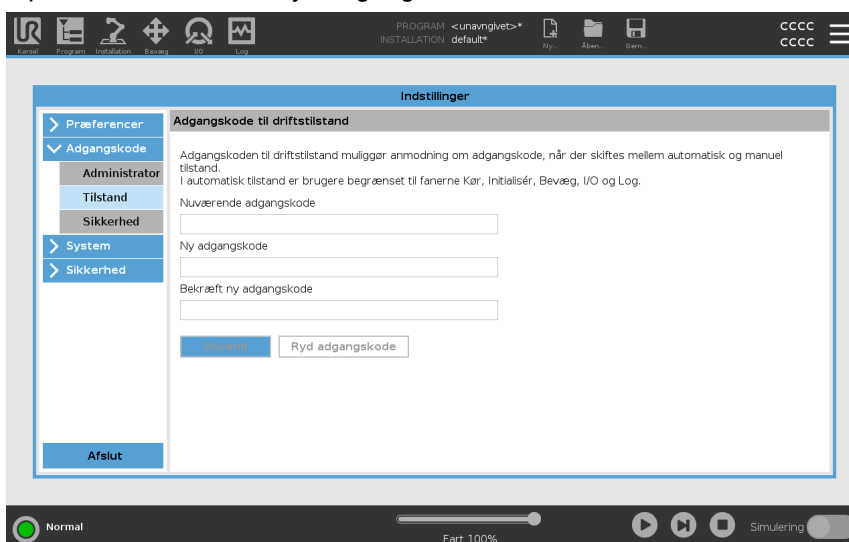 PROGRAM <unavngivet>*
INSTALLATION default*
CCCC
CCCC
Kørsel Program Installation Bevæg I/O Log Ny... Åben... Gem...
Indstillinger
Præferencer
Adgangskode
Administrator
Tilstand
Sikkerhed
System
Sikkerhed
Afslut
Adgangskode til driftstilstand
Adgangskoden til driftstilstand muliggør anmodning om adgangskode, når der skiftes mellem automatisk og manuel
tilstand.
I automatisk tilstand er brugere begrænset til fanerne Kør, Initialisér, Bevæg, I/O og Log.
Nuværende adgangskode
Ny adgangskode
Bekræft ny adgangskode
Anvend Ryd adgangskode
Normal
Fart 100%
Simulering